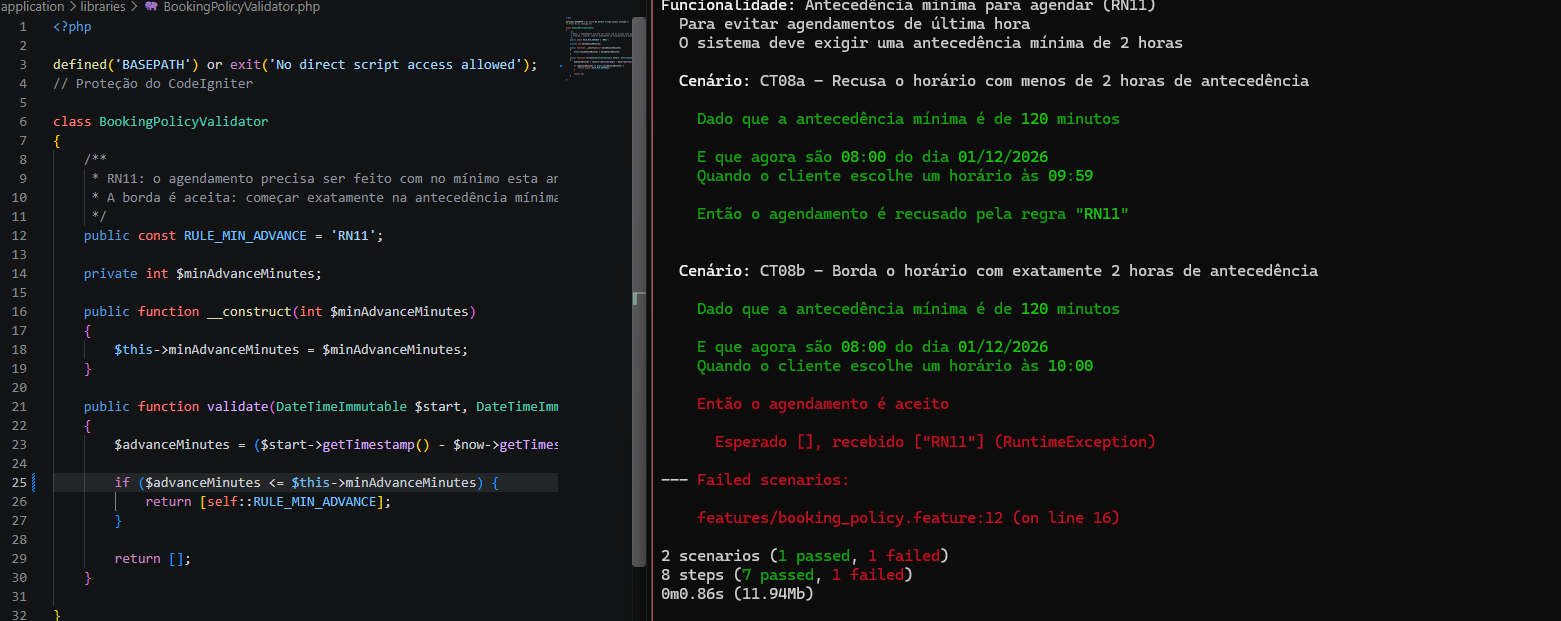 application > libraries > BookingPolicyValidator.php
1 <?php
2
3 defined('BASEPATH') or exit('No direct script access allowed');
4 // Proteção do CodeIgniter
5
6 class BookingPolicyValidator
7 {
8 /**
9 * RN11: o agendamento precisa ser feito com no mínimo esta an
10 * A borda é aceita: começar exatamente na antecedência mínima
11 */
12 public const RULE_MIN_ADVANCE = 'RN11';
13
14 private int $minAdvanceMinutes;
15
16 public function __construct(int $minAdvanceMinutes)
17 {
18 $this->minAdvanceMinutes = $minAdvanceMinutes;
19 }
20
21 public function validate(DateTimeImmutable $start, DateTimeImm
22 {
23 $advanceMinutes = ($start->getTimestamp() - $now->getTimes
24
25 if ($advanceMinutes <= $this->minAdvanceMinutes) {
26 return [self::RULE_MIN_ADVANCE];
27 }
28
29 return [];
30 }
31
32 }
Funcionalidade: Antecedência mínima para agendar (RN11)
Para evitar agendamentos de última hora
O sistema deve exigir uma antecedência mínima de 2 horas
Cenário: CT08a - Recusa o horário com menos de 2 horas de antecedência
Dado que a antecedência mínima é de 120 minutos
E que agora são 08:00 do dia 01/12/2026
Quando o cliente escolhe um horário às 09:59
Então o agendamento é recusado pela regra "RN11"
Cenário: CT08b - Borda o horário com exatamente 2 horas de antecedência
Dado que a antecedência mínima é de 120 minutos
E que agora são 08:00 do dia 01/12/2026
Quando o cliente escolhe um horário às 10:00
Então o agendamento é aceito
Esperado [], recebido ["RN11"] (RuntimeException)
--- Failed scenarios:
features/booking_policy.feature:12 (on line 16)
2 scenarios (1 passed, 1 failed)
8 steps (7 passed, 1 failed)
0m0.86s (11.94Mb)